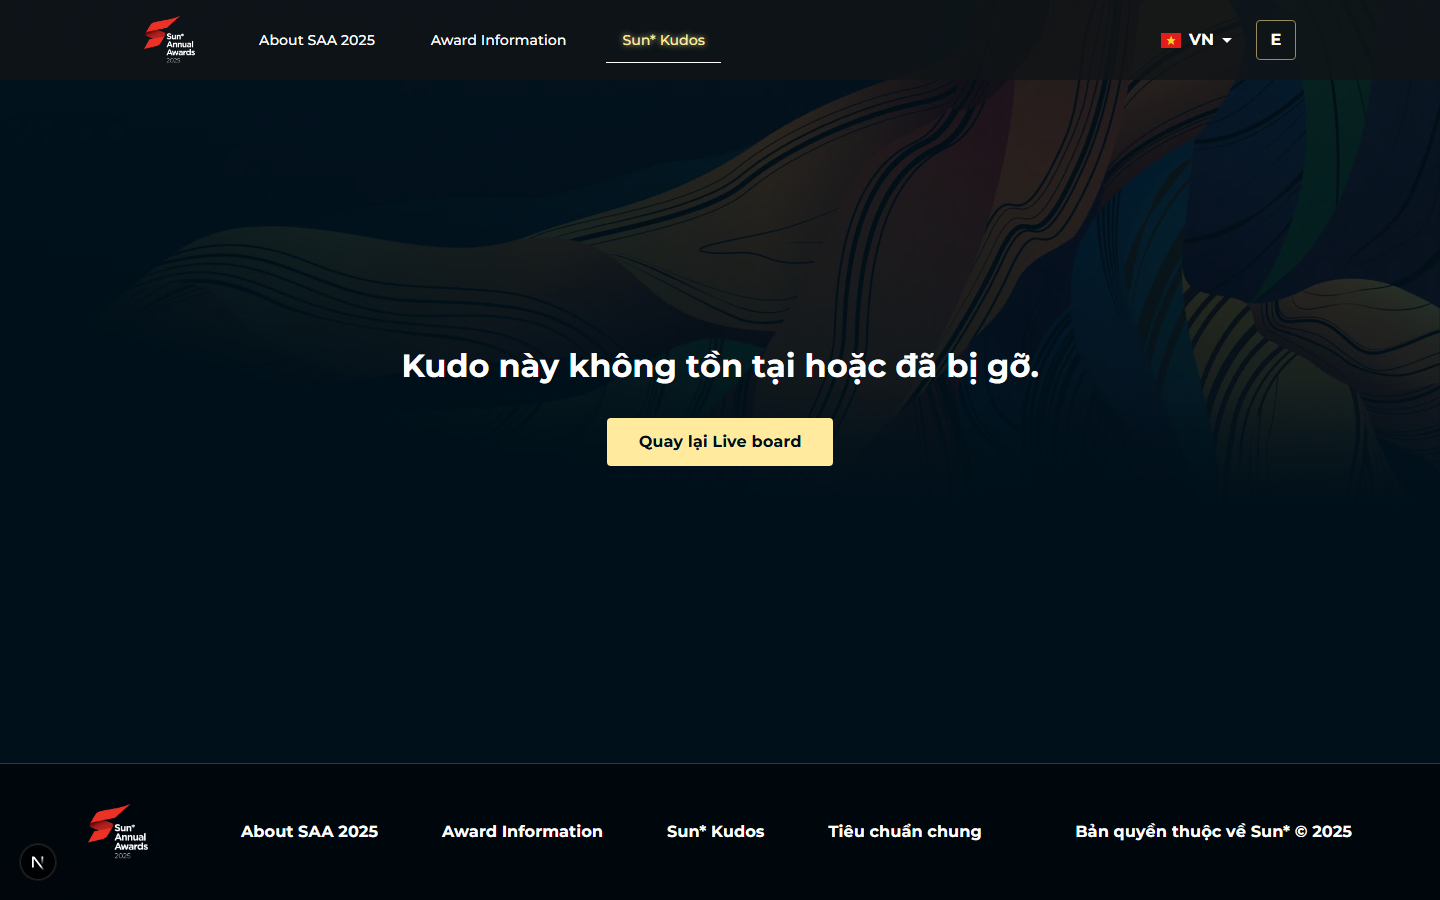 Sun*
Annual
Awards
2025
About SAA 2025
Award Information
Sun* Kudos
VN
E
Kudo này không tồn tại hoặc đã bị gỡ.
Quay lại Live board
Sun*
Annual
Awards
2025
About SAA 2025
Award Information
Sun* Kudos
Tiêu chuẩn chung
Bản quyền thuộc về Sun* © 2025
N